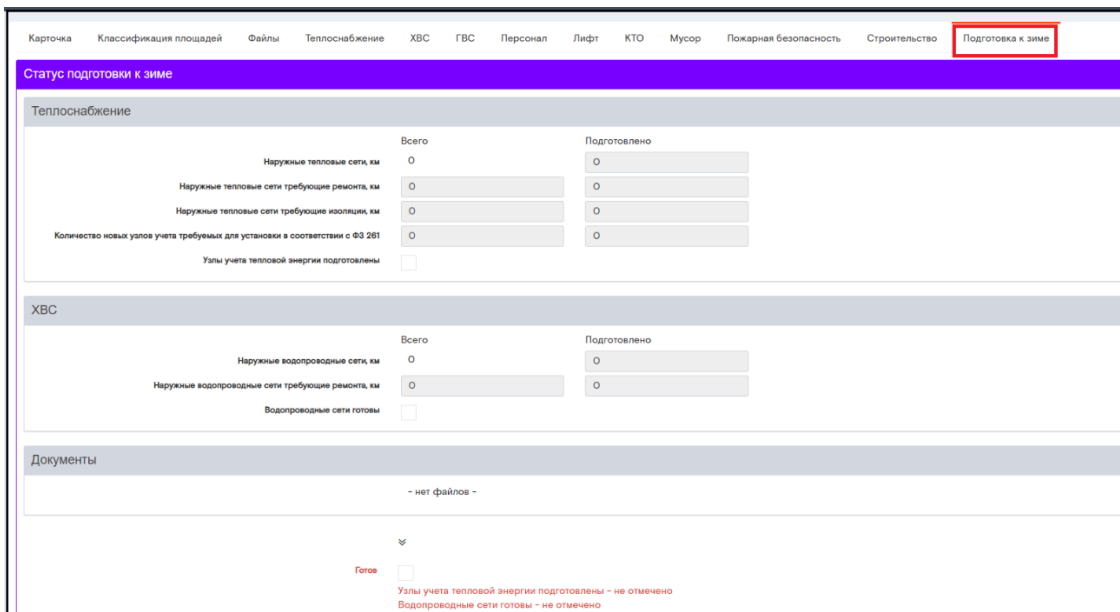 Карточка Классификация площадей Файлы Теплоснабжение ХВС ГВС Персонал Лифт КТО Мусор Пожарная безопасность Строительство Подготовка к зиме
Статус подготовки к зиме
Теплоснабжение
Всего Подготовлено
Наружные тепловые сети, км 0 0
Наружные тепловые сети требующие ремонта, км 0 0
Наружные тепловые сети требующие изоляции, км 0 0
Количество новых узлов учета требуемых для установки в соответствии с ФЗ 261 0 0
Узлы учета тепловой энергии подготовлены
ХВС
Всего Подготовлено
Наружные водопроводные сети, км 0 0
Наружные водопроводные сети требующие ремонта, км 0 0
Водопроводные сети готовы
Документы
- нет файлов -
Готов
Узлы учета тепловой энергии подготовлены - не отмечено
Водопроводные сети готовы - не отмечено